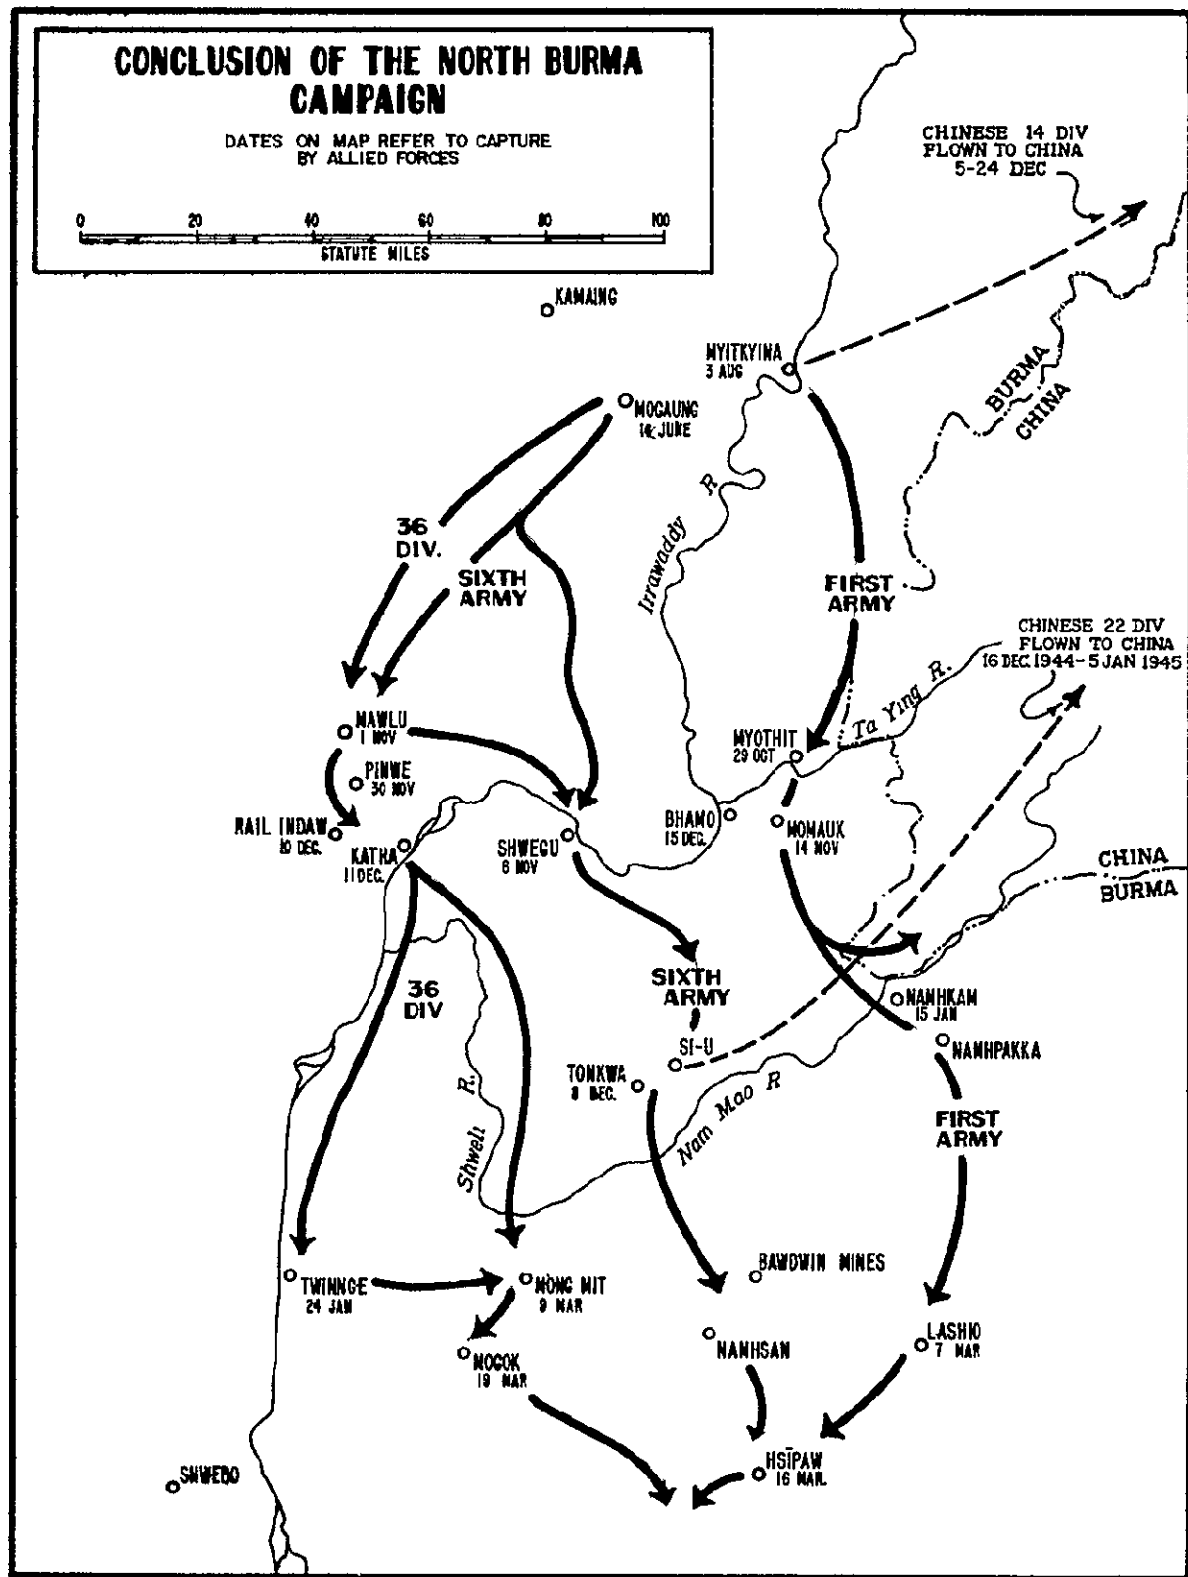 CONCLUSION OF THE NORTH BURMA
CAMPAIGN
DATES ON MAP REFER TO CAPTURE
BY ALLIED FORCES
0 20 40 60 80 100
STATUTE MILES
CHINESE 14 DIV
FLOWN TO CHINA
5-24 DEC
KAMAING
MYITKYINA
3 AUG
BURMA
CHINA
MOGAUNG
JUNE
Irrawaddy R
36
DIV.
SIXTH
ARMY
FIRST
ARMY
CHINESE 22 DIV
FLOWN TO CHINA
16 DEC 1944-5 JAN 1945
Ta Ying R.
MAWLU
1 NOV
MYOTHIT
29 OCT
PINWE
30 NOV
RAIL INDAW
10 DEC.
KATHA
11 DEC.
SHWEGU
6 NOV
BHAMO
15 DEC.
MOMAUK
14 NOV
CHINA
BURMA
36
DIV
SIXTH
ARMY
NAMHKAM
15 JAN
SI-U
NAMHPAKKA
TONKWA
DEC.
Nam Mao R
Shweli R.
FIRST
ARMY
TWINNGE
24 JAN
MONG MIT
9 MAR
BAWDWIN MINES
NAMHSAN
LASHIO
7 MAR
MOGOK
19 MAR
HSIPAW
16 MAR.
SHWEBO